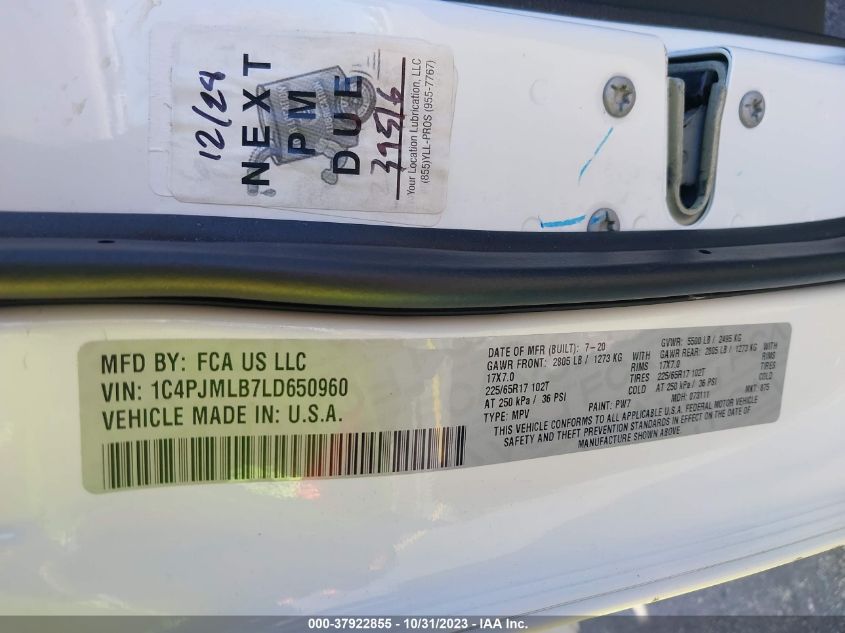 12/24
NEXT
PM
DUE
Your Location Lubrication, LLC
(855)YLL-PROS (955-7767)
MFD BY: FCA US LLC
VIN: 1C4PJMLB7LD650960
VEHICLE MADE IN: U.S.A.
DATE OF MFR (BUILT): 7-20 GVWR: 5500 LB / 2495 KG
GAWR FRONT: 2805 LB / 1273 KG WITH GAWR REAR: 2805 LB / 1273 KG WITH
17X7.0 RIMS 17X7.0 RIMS
225/65R17 102T TIRES 225/65R17 102T TIRES
AT 250 kPa / 36 PSI COLD AT 250 kPa / 36 PSI COLD
TYPE: MPV PAINT: PW7 MDH: 073111 MKT: 875
THIS VEHICLE CONFORMS TO ALL APPLICABLE U.S.A. FEDERAL MOTOR VEHICLE
SAFETY AND THEFT PREVENTION STANDARDS IN EFFECT ON THE DATE OF
MANUFACTURE SHOWN ABOVE.
000-37922855 - 10/31/2023 - IAA Inc.